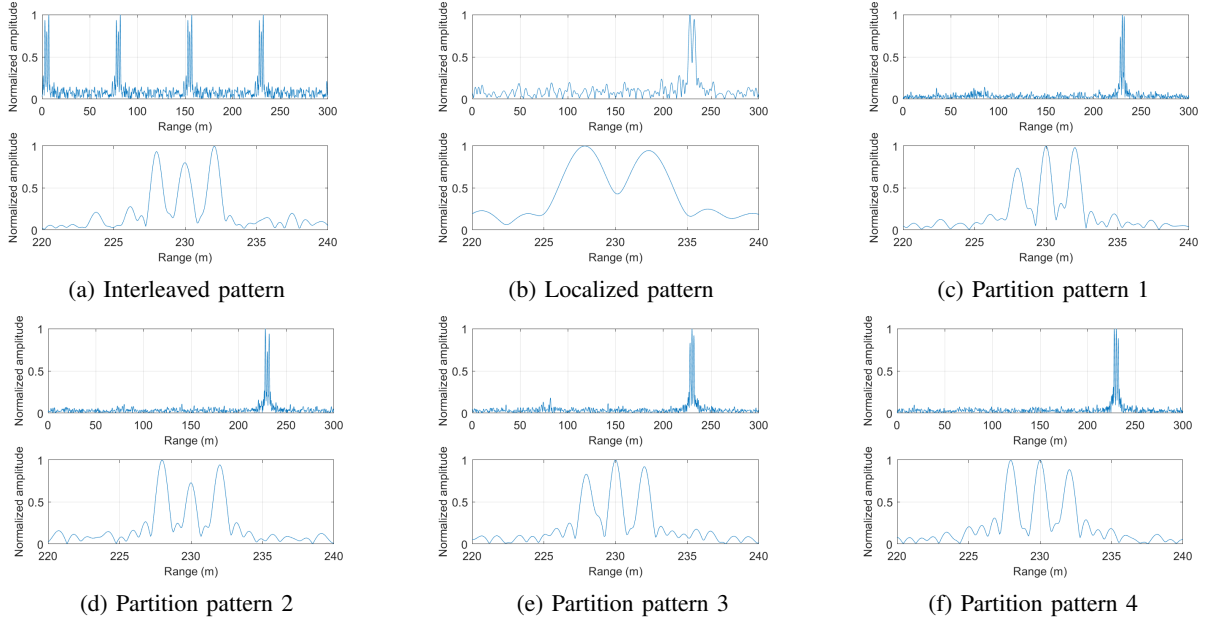 Normalized amplitude
1
0.5
0
0 50 100 150 200 250 300
Range (m)
Normalized amplitude
1
0.5
0
220 225 230 235 240
Range (m)
(a) Interleaved pattern
Normalized amplitude
1
0.5
0
0 50 100 150 200 250 300
Range (m)
Normalized amplitude
1
0.5
0
220 225 230 235 240
Range (m)
(b) Localized pattern
Normalized amplitude
1
0.5
0
0 50 100 150 200 250 300
Range (m)
Normalized amplitude
1
0.5
0
220 225 230 235 240
Range (m)
(c) Partition pattern 1
Normalized amplitude
1
0.5
0
0 50 100 150 200 250 300
Range (m)
Normalized amplitude
1
0.5
0
220 225 230 235 240
Range (m)
(d) Partition pattern 2
Normalized amplitude
1
0.5
0
0 50 100 150 200 250 300
Range (m)
Normalized amplitude
1
0.5
0
220 225 230 235 240
Range (m)
(e) Partition pattern 3
Normalized amplitude
1
0.5
0
0 50 100 150 200 250 300
Range (m)
Normalized amplitude
1
0.5
0
220 225 230 235 240
Range (m)
(f) Partition pattern 4